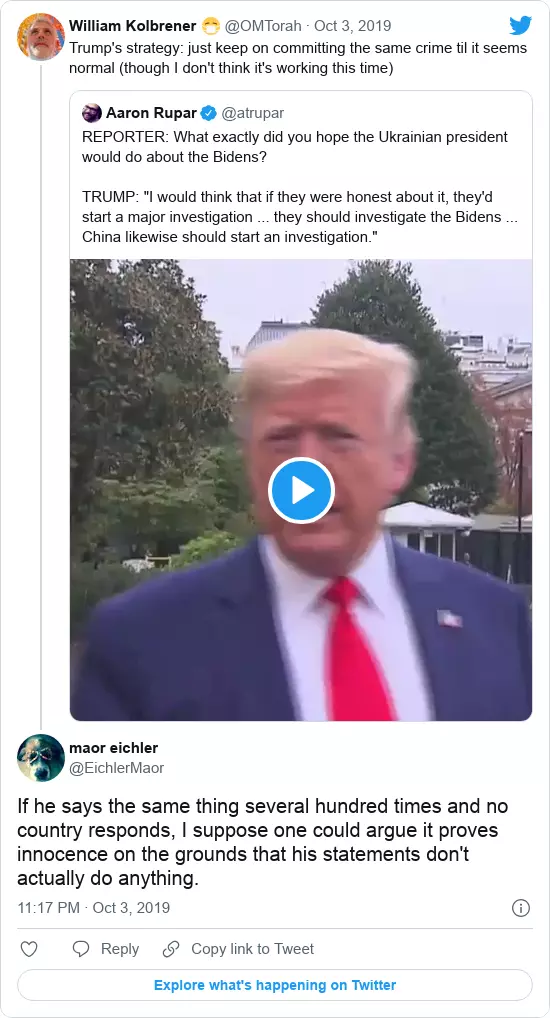 William Kolbrener 😷 @OMTorah · Oct 3, 2019
Trump's strategy: just keep on committing the same crime til it seems
normal (though I don't think it's working this time)
Aaron Rupar @atrupar
REPORTER: What exactly did you hope the Ukrainian president
would do about the Bidens?
TRUMP: "I would think that if they were honest about it, they'd
start a major investigation ... they should investigate the Bidens ...
China likewise should start an investigation."
maor eichler
@EichlerMaor
If he says the same thing several hundred times and no
country responds, I suppose one could argue it proves
innocence on the grounds that his statements don't
actually do anything.
11:17 PM · Oct 3, 2019
Reply Copy link to Tweet
Explore what's happening on Twitter